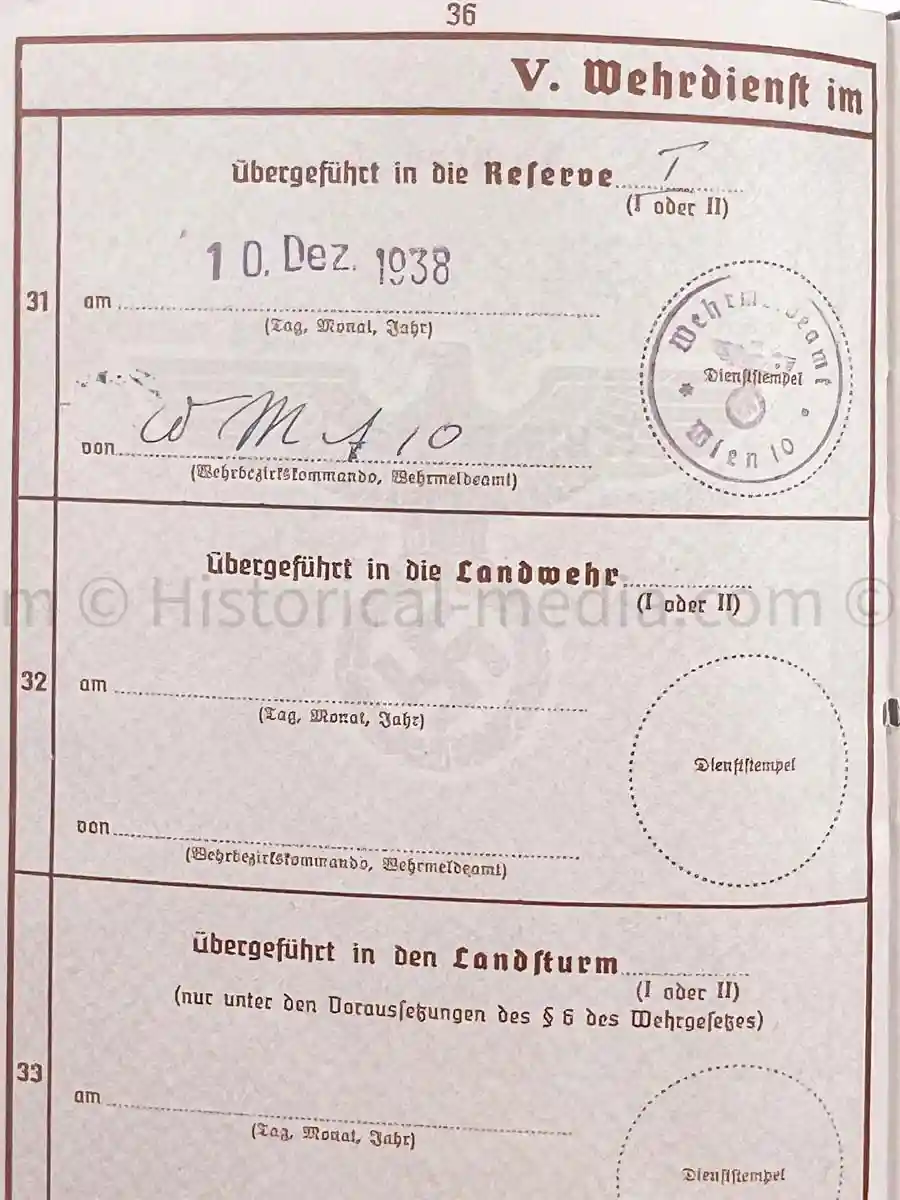 36
V. Wehrdienst im
Übergeführt in die Reserve I
(I oder II)
10. Dez. 1938
31
am
(Tag, Monat, Jahr)
Wehrmeldeamt
Dienststempel
* Wien 10
von W M A 10
(Wehrbezirkskommando, Wehrmeldeamt)
Übergeführt in die Landwehr
(I oder II)
m © Historical-media.com ©
32
am
(Tag, Monat, Jahr)
Dienststempel
von
(Wehrbezirkskommando, Wehrmeldeamt)
Übergeführt in den Landsturm
(I oder II)
(nur unter den Voraussetzungen des § 6 des Wehrgesetzes)
33
am
(Tag, Monat, Jahr)
Dienststempel